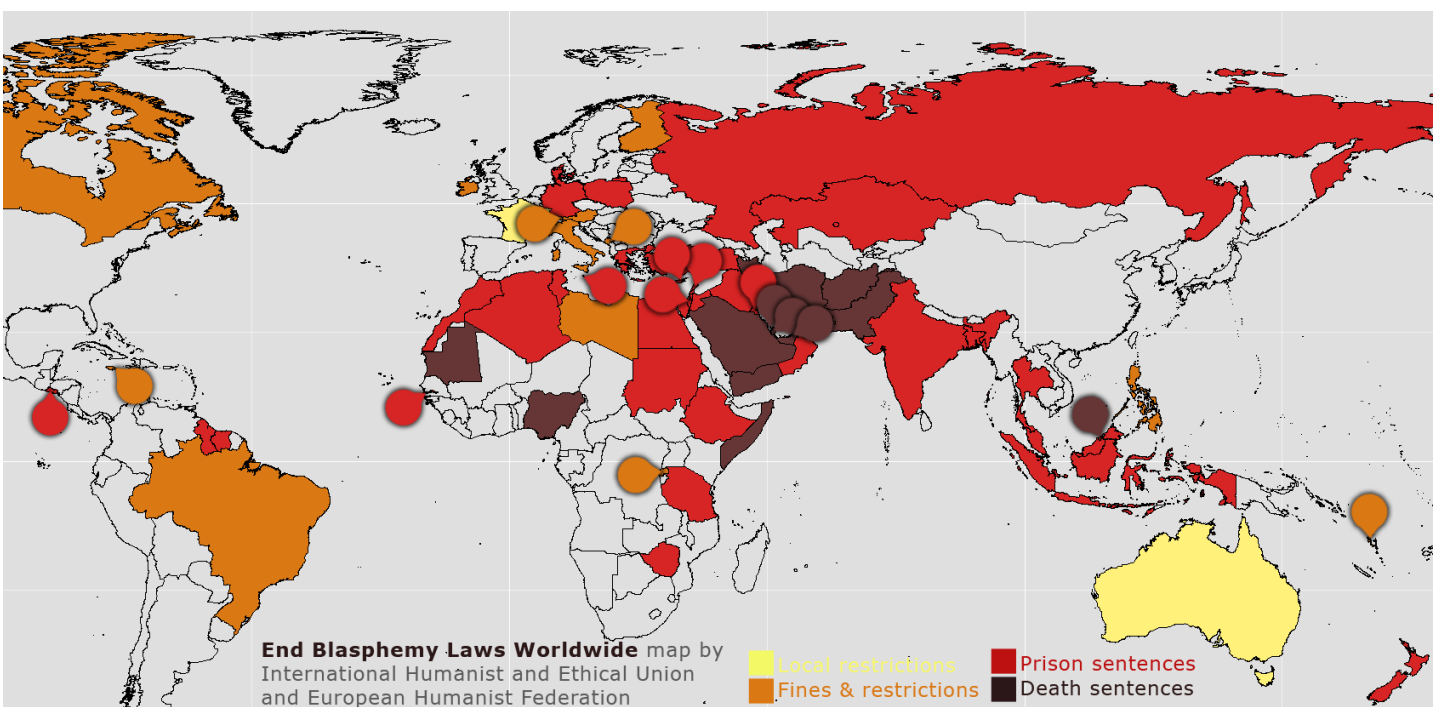 End Blasphemy Laws Worldwide map by
International Humanist and Ethical Union
and European Humanist Federation
Local restrictions
Fines & restrictions
Prison sentences
Death sentences